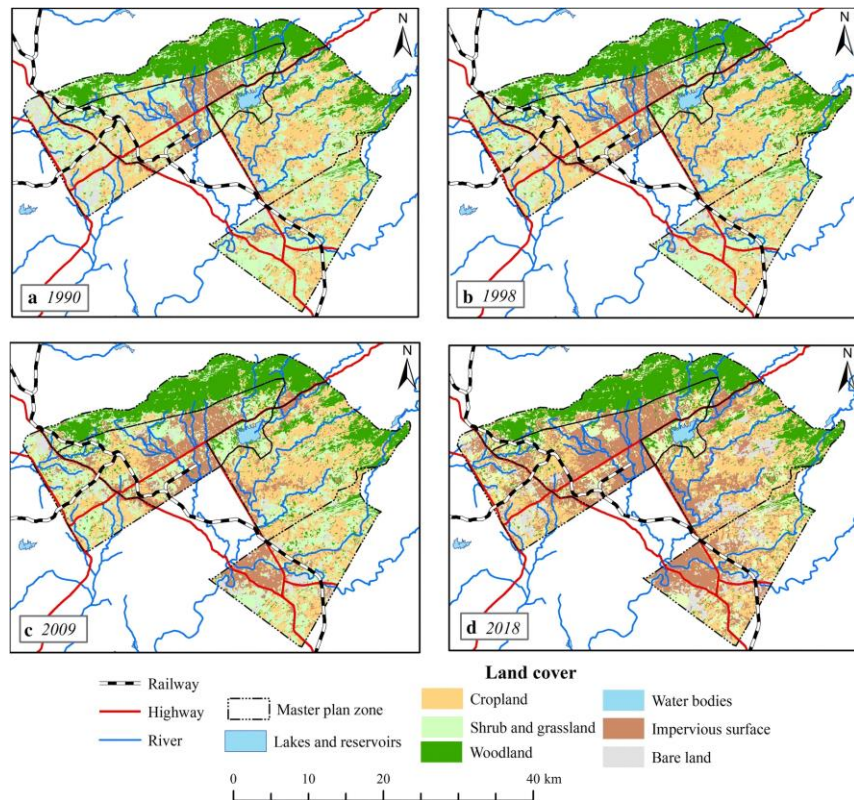 N
N
a 1990
b 1998
N
N
c 2009
d 2018
Land cover
Railway
Highway
River
Master plan zone
Lakes and reservoirs
Cropland
Shrub and grassland
Woodland
Water bodies
Impervious surface
Bare land
0 10 20 40 km